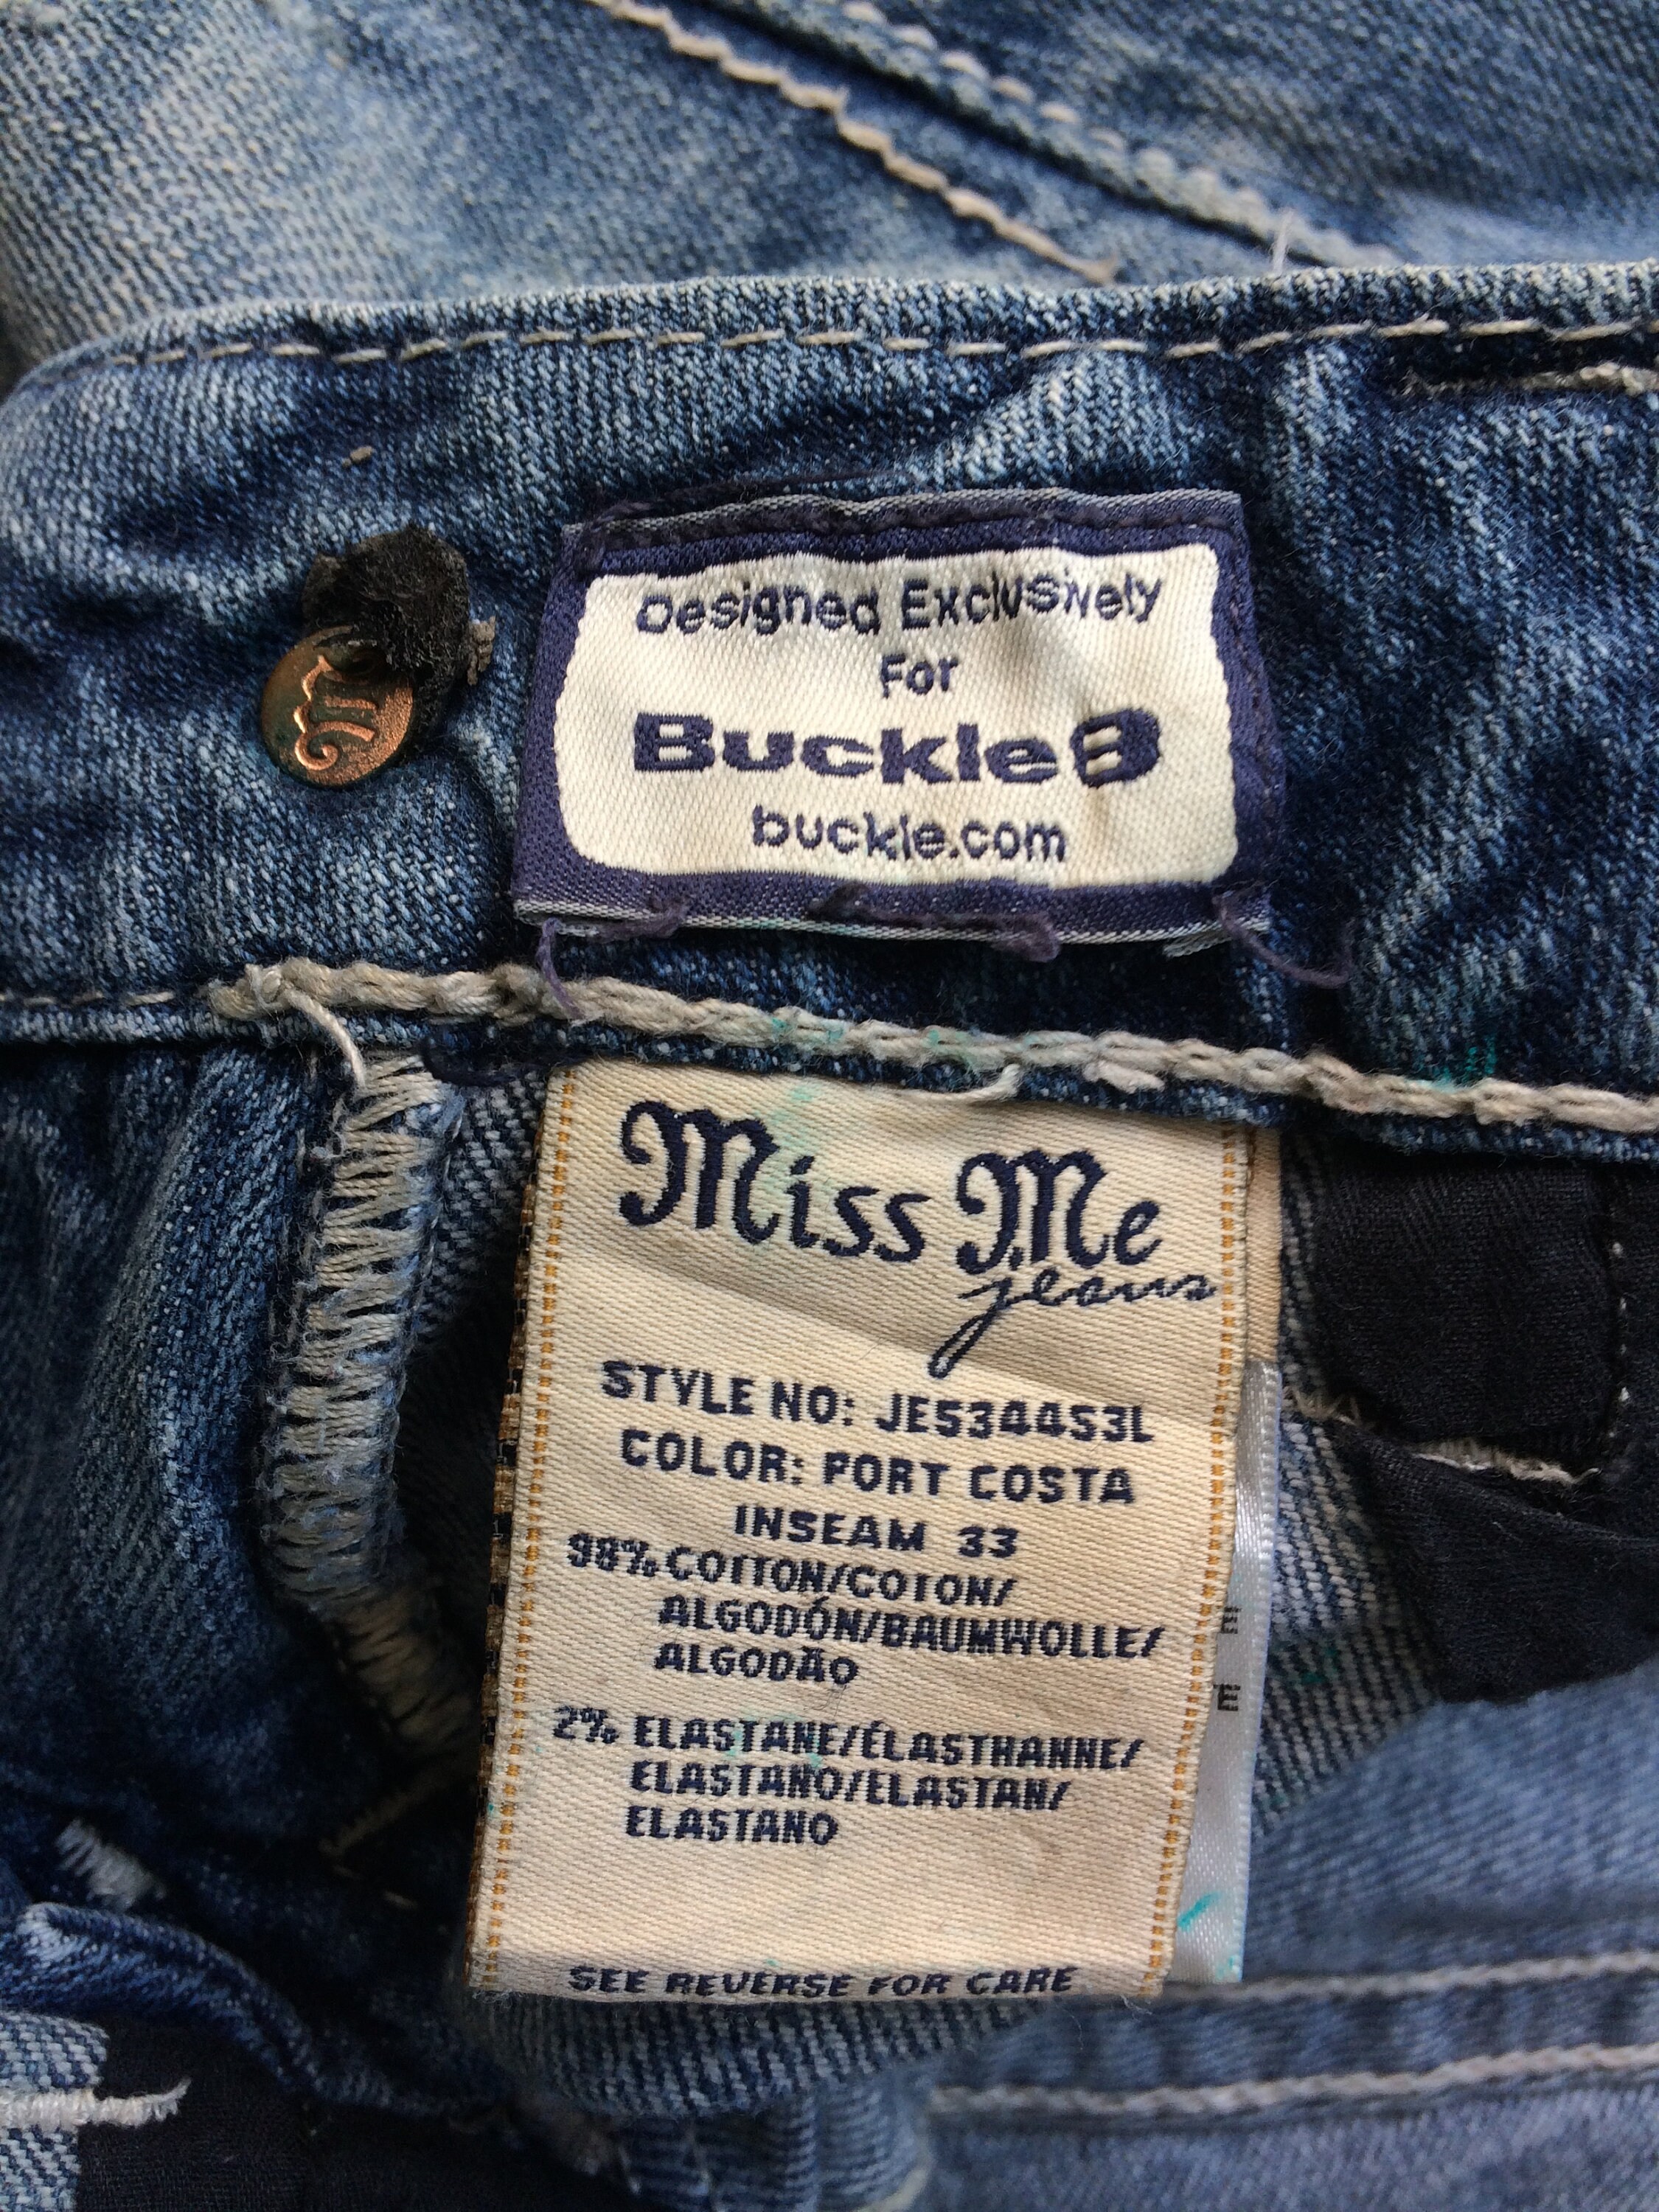 Designed Exclusively
For
Buckle B
buckle.com
Miss Me
jeans
STYLE NO: JE5344S3L
COLOR: PORT COSTA
INSEAM 33
98% COTTON/COTON/
ALGODÓN/BAUMWOLLE/
ALGODÃO
2% ELASTANE/ÉLASTHANNE/
ELASTANO/ELASTAN/
ELASTANO
SEE REVERSE FOR CARE
E
E